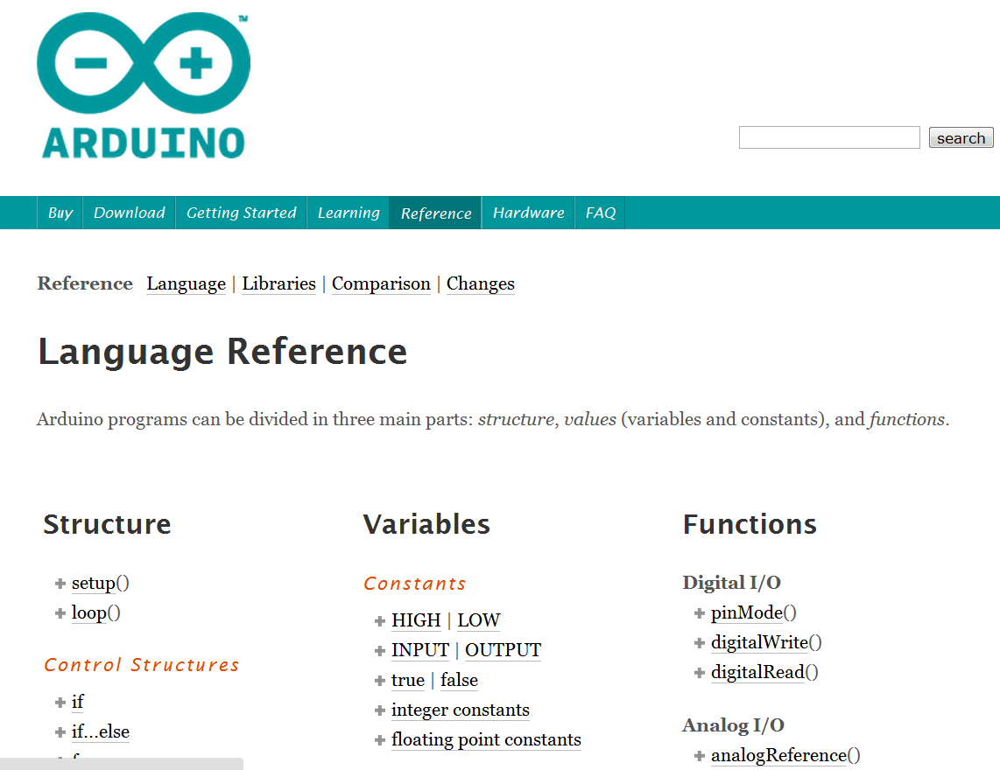 TM
ARDUINO
search
Buy Download Getting Started Learning Reference Hardware FAQ
Reference Language | Libraries | Comparison | Changes
Language Reference
Arduino programs can be divided in three main parts: structure, values (variables and constants), and functions.
Structure
setup()
loop()
Control Structures
if
if...else
Variables
Constants
HIGH | LOW
INPUT | OUTPUT
true | false
integer constants
floating point constants
Functions
Digital I/O
pinMode()
digitalWrite()
digitalRead()
Analog I/O
analogReference()